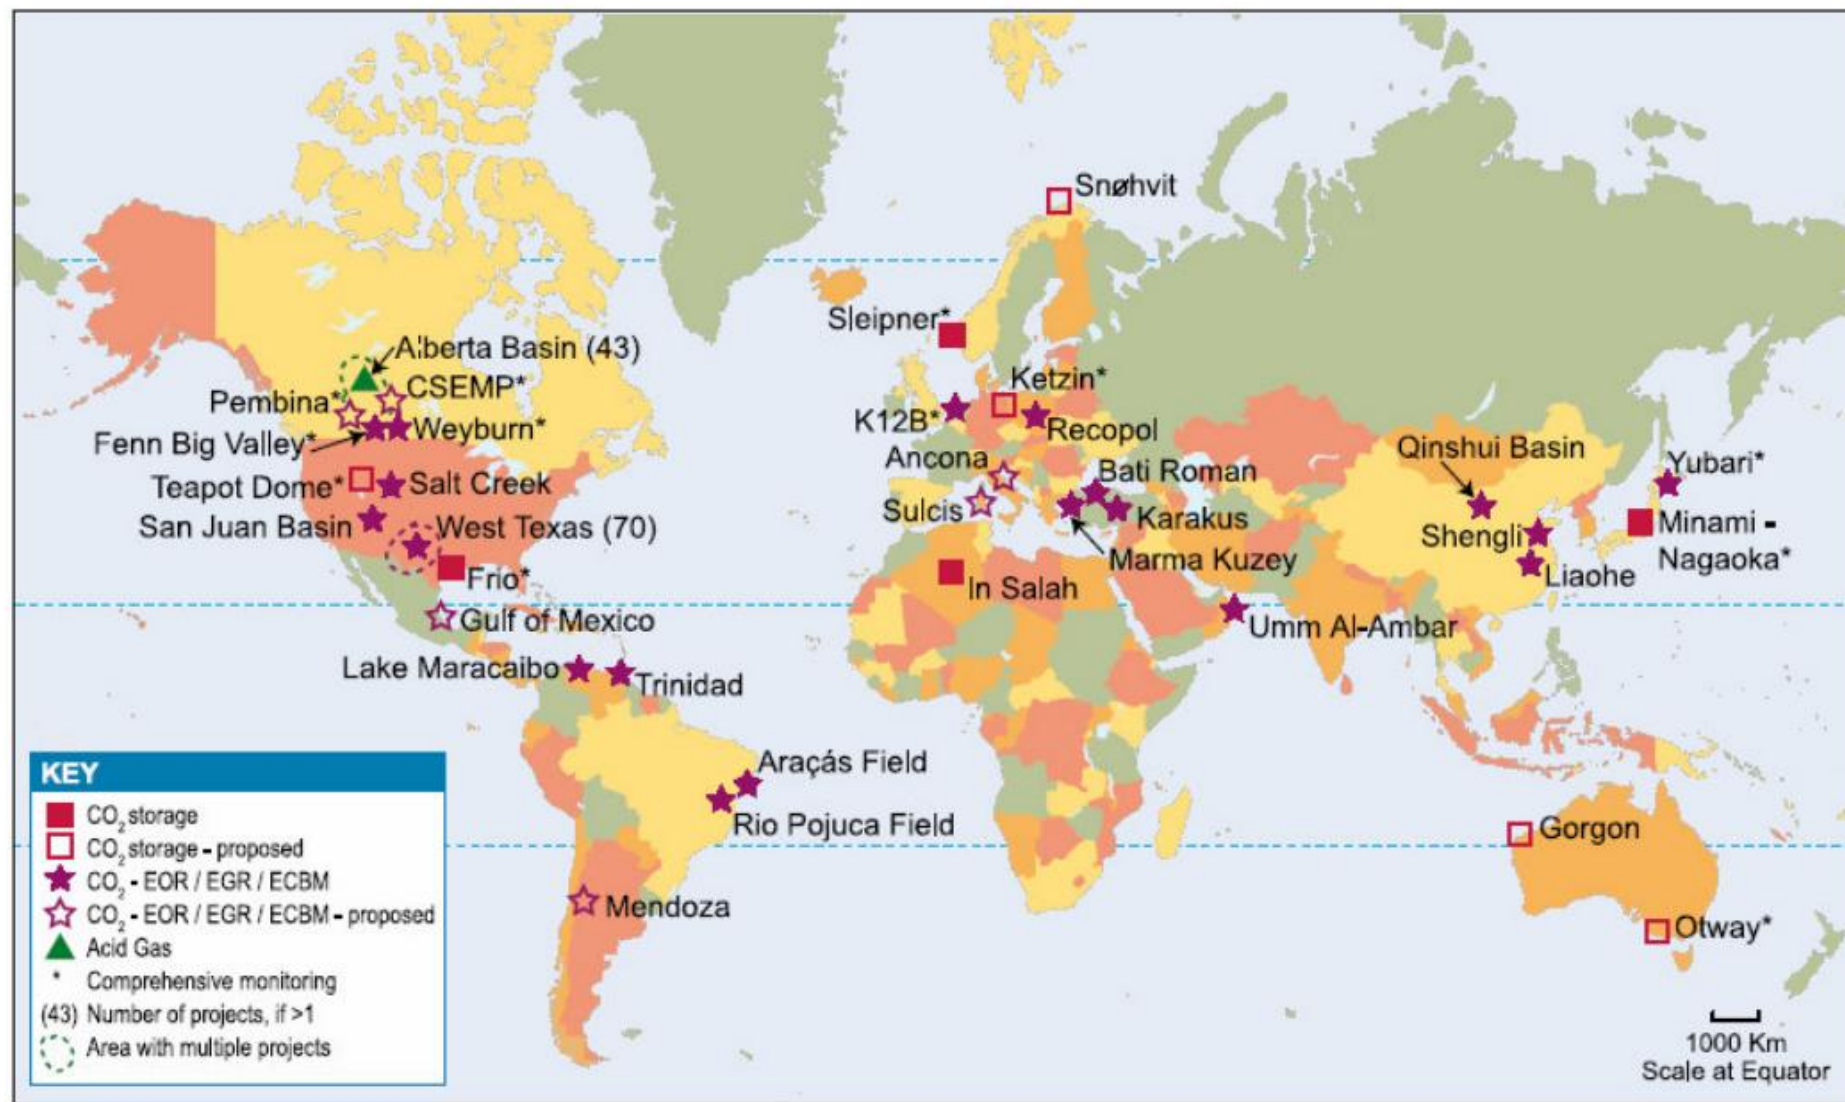 Snøhvit
Sleipner*
Alberta Basin (43)
CSEMP*
Pembina*
Fenn Big Valley*
Weyburn*
Teapot Dome*
Salt Creek
San Juan Basin
West Texas (70)
Frio*
Gulf of Mexico
Lake Maracaibo
Trinidad
Araçás Field
Rio Pojuca Field
Mendoza
Ketzin*
K12B*
Recopol
Ancona
Sulcis
Bati Roman
Karakus
Marma Kuzey
In Salah
Umm Al-Ambar
Qinshui Basin
Yubari*
Shengli
Minami -
Nagaoka*
Liaohe
Gorgon
Otway*
KEY
CO₂ storage
CO₂ storage - proposed
CO₂ - EOR / EGR / ECBM
CO₂ - EOR / EGR / ECBM - proposed
Acid Gas
* Comprehensive monitoring
(43) Number of projects, if >1
Area with multiple projects
1000 Km
Scale at Equator